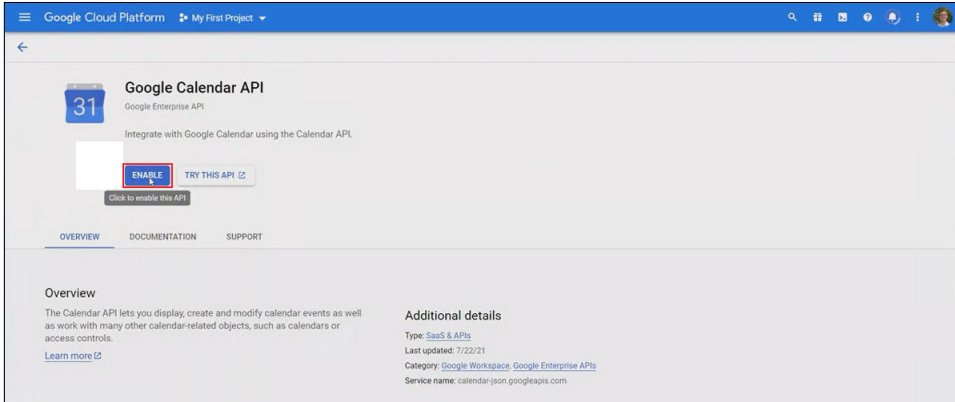 Google Cloud Platform My First Project
31
Google Calendar API
Google Enterprise API
Integrate with Google Calendar using the Calendar API.
ENABLE TRY THIS API
Click to enable this API
OVERVIEW DOCUMENTATION SUPPORT
Overview
The Calendar API lets you display, create and modify calendar events as well
as work with many other calendar-related objects, such as calendars or
access controls.
Learn more
Additional details
Type: SaaS & APIs
Last updated: 7/22/21
Category: Google Workspace, Google Enterprise APIs
Service name: calendar-json.googleapis.com